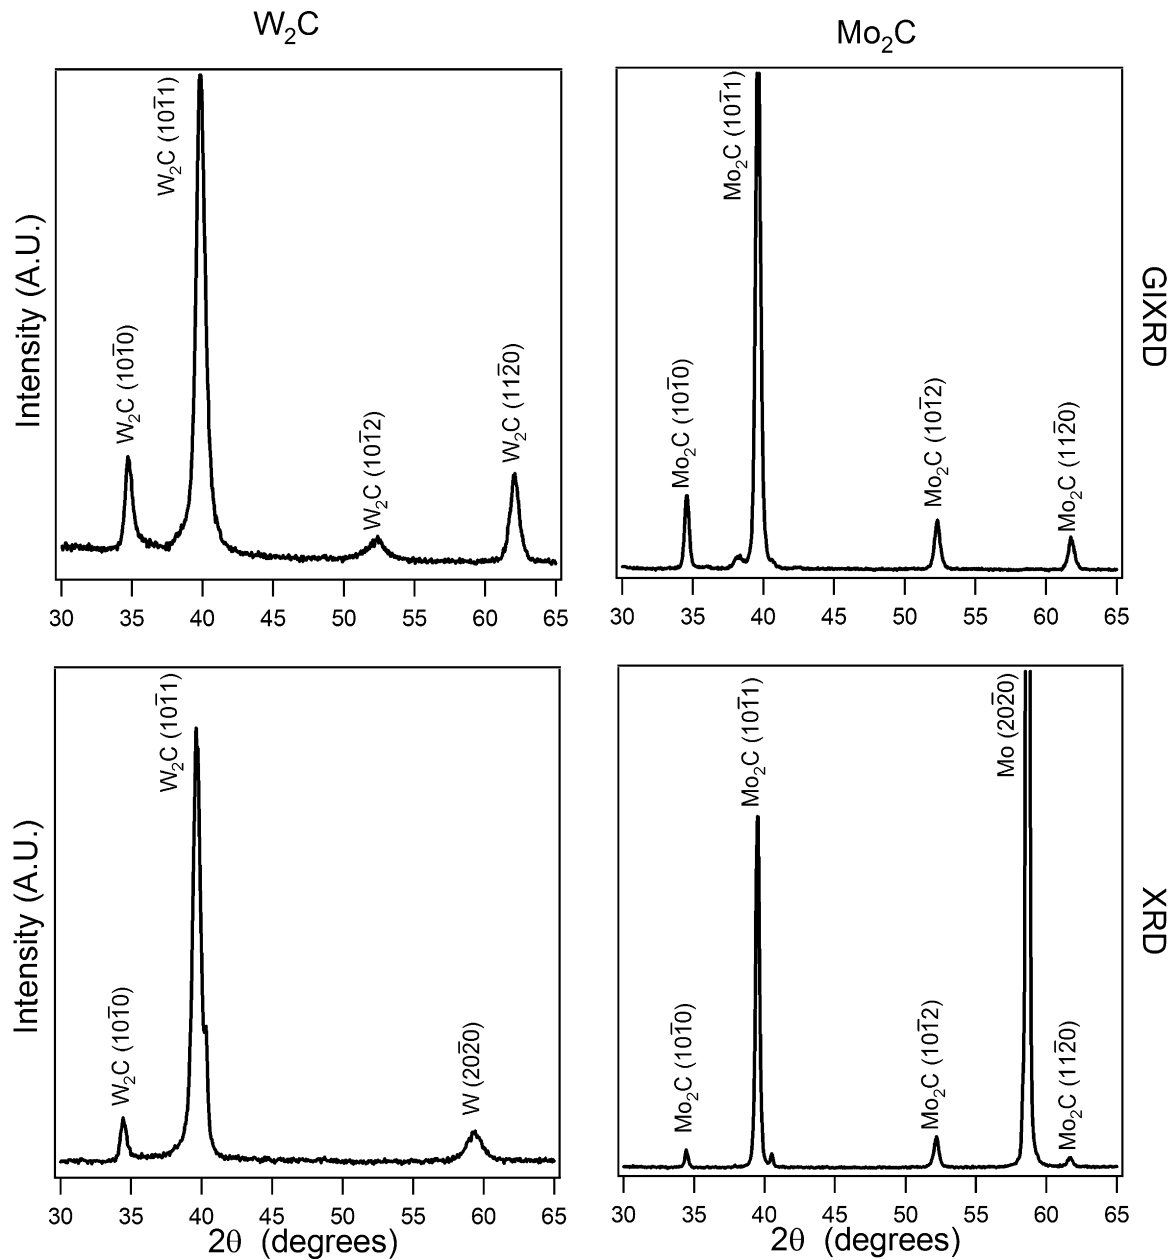 W₂C
Mo₂C
W₂C (101̅1)
Mo₂C (101̅1)
W₂C (101̅0)
W₂C (101̅2)
W₂C (112̅0)
Mo₂C (101̅0)
Mo₂C (101̅2)
Mo₂C (112̅0)
Intensity (A.U.)
GIXRD
30 35 40 45 50 55 60 65
30 35 40 45 50 55 60 65
W₂C (101̅1)
Mo₂C (101̅1)
Mo (202̅0)
W₂C (101̅0)
W (202̅0)
Mo₂C (101̅0)
Mo₂C (101̅2)
Mo₂C (112̅0)
Intensity (A.U.)
XRD
30 35 40 45 50 55 60 65
30 35 40 45 50 55 60 65
2θ (degrees)
2θ (degrees)